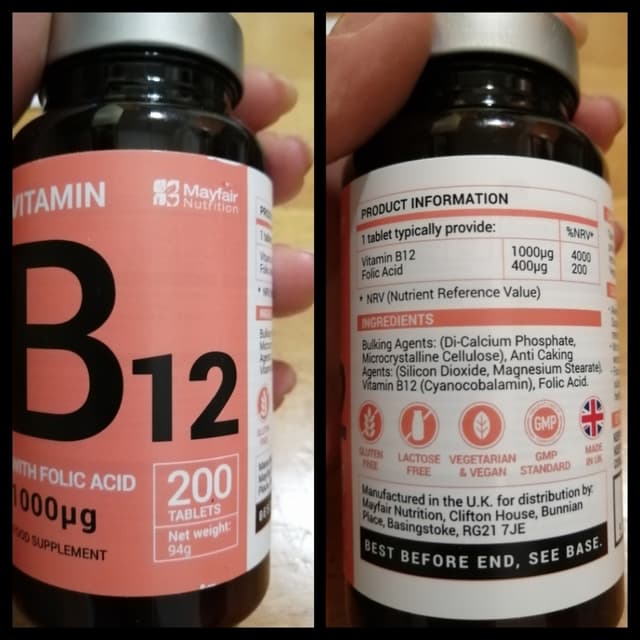 VITAMIN
Mayfair
Nutrition
B12
WITH FOLIC ACID
1000µg
FOOD SUPPLEMENT
200
TABLETS
Net weight:
94g
PRODUCT INFORMATION
1 tablet typically provide: %NRV*
Vitamin B12 1000µg 4000
Folic Acid 400µg 200
* NRV (Nutrient Reference Value)
INGREDIENTS
Bulking Agents: (Di-Calcium Phosphate,
Microcrystalline Cellulose), Anti Caking
Agents: (Silicon Dioxide, Magnesium Stearate),
Vitamin B12 (Cyanocobalamin), Folic Acid.
GMP
GLUTEN FREE
LACTOSE FREE
VEGETARIAN & VEGAN
GMP STANDARD
MADE IN UK
Manufactured in the U.K. for distribution by:
Mayfair Nutrition, Clifton House, Bunnian
Place, Basingstoke, RG21 7JE
BEST BEFORE END, SEE BASE.